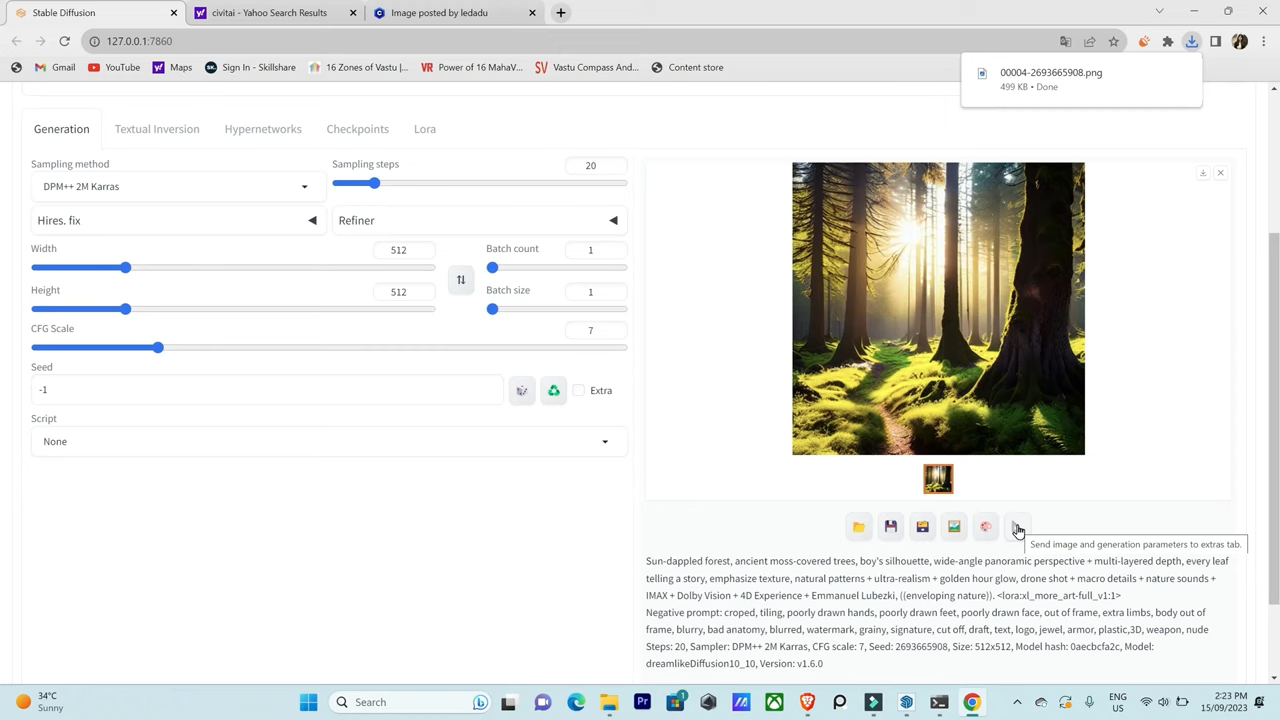 Stable Diffusion
civitai - Yahoo Search Results
Image posted by ledadu
127.0.0.1:7860
Gmail
YouTube
Maps
Sign In - Skillshare
16 Zones of Vastu |...
Power of 16 MahaV...
Vastu Compass And...
Content store
00004-2693665908.png
499 KB • Done
Generation
Textual Inversion
Hypernetworks
Checkpoints
Lora
Sampling method
DPM++ 2M Karras
Sampling steps
20
Hires. fix
Refiner
Width
512
Batch count
1
Height
512
Batch size
1
CFG Scale
7
Seed
-1
Extra
Script
None
Send image and generation parameters to extras tab.
Sun-dappled forest, ancient moss-covered trees, boy's silhouette, wide-angle panoramic perspective + multi-layered depth, every leaf
telling a story, emphasize texture, natural patterns + ultra-realism + golden hour glow, drone shot + macro details + nature sounds +
IMAX + Dolby Vision + 4D Experience + Emmanuel Lubezki, ((enveloping nature)). <lora:xl_more_art-full_v1:1>
Negative prompt: croped, tiling, poorly drawn hands, poorly drawn feet, poorly drawn face, out of frame, extra limbs, body out of
frame, blurry, bad anatomy, blurred, watermark, grainy, signature, cut off, draft, text, logo, jewel, armor, plastic,3D, weapon, nude
Steps: 20, Sampler: DPM++ 2M Karras, CFG scale: 7, Seed: 2693665908, Size: 512x512, Model hash: 0aecbcfa2c, Model:
dreamlikeDiffusion10_10, Version: v1.6.0
34°C
Sunny
Search
ENG
US
2:23 PM
15/09/2023